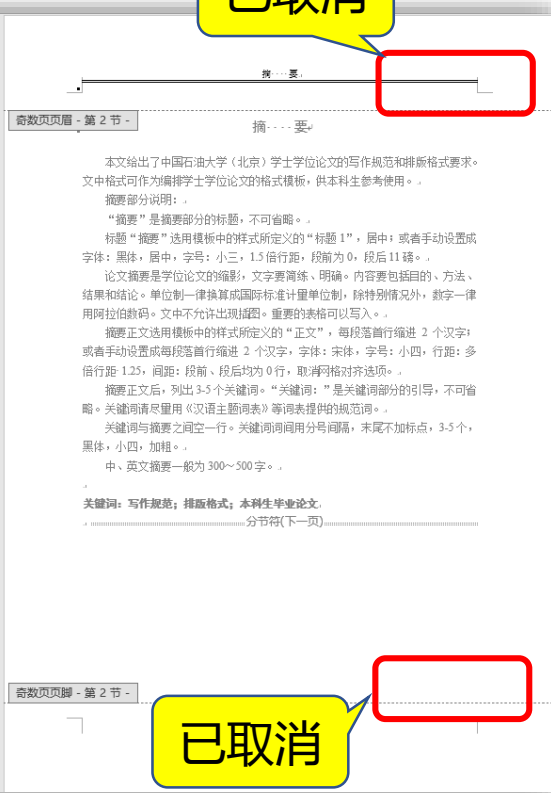 已取消
摘····要
奇数页页眉 - 第 2 节 -
摘····要
本文给出了中国石油大学（北京）学士学位论文的写作规范和排版格式要求。
文中格式可作为编排学士学位论文的格式模板，供本科生参考使用。
摘要部分说明：
“摘要”是摘要部分的标题，不可省略。
标题“摘要”选用模板中的样式所定义的“标题 1”，居中；或者手动设置成
字体：黑体，居中，字号：小三，1.5 倍行距，段前为 0，段后 11 磅。
论文摘要是学位论文的缩影，文字要简练、明确。内容要包括目的、方法、
结果和结论。单位制一律换算成国际标准计量单位制，除特别情况外，数字一律
用阿拉伯数码。文中不允许出现插图。重要的表格可以写入。
摘要正文选用模板中的样式所定义的“正文”，每段落首行缩进 2 个汉字；
或者手动设置成每段落首行缩进 2 个汉字，字体：宋体，字号：小四，行距：多
倍行距 1.25，间距：段前、段后均为 0 行，取消网格对齐选项。
摘要正文后，列出 3-5 个关键词。“关键词：”是关键词部分的引导，不可省
略。关键词请尽量用《汉语主题词表》等词表提供的规范词。
关键词与摘要之间空一行。关键词词间用分号间隔，末尾不加标点，3-5 个，
黑体，小四，加粗。
中、英文摘要一般为 300～500 字。
关键词：写作规范；排版格式；本科生毕业论文
分节符(下一页)
奇数页页脚 - 第 2 节 -
已取消